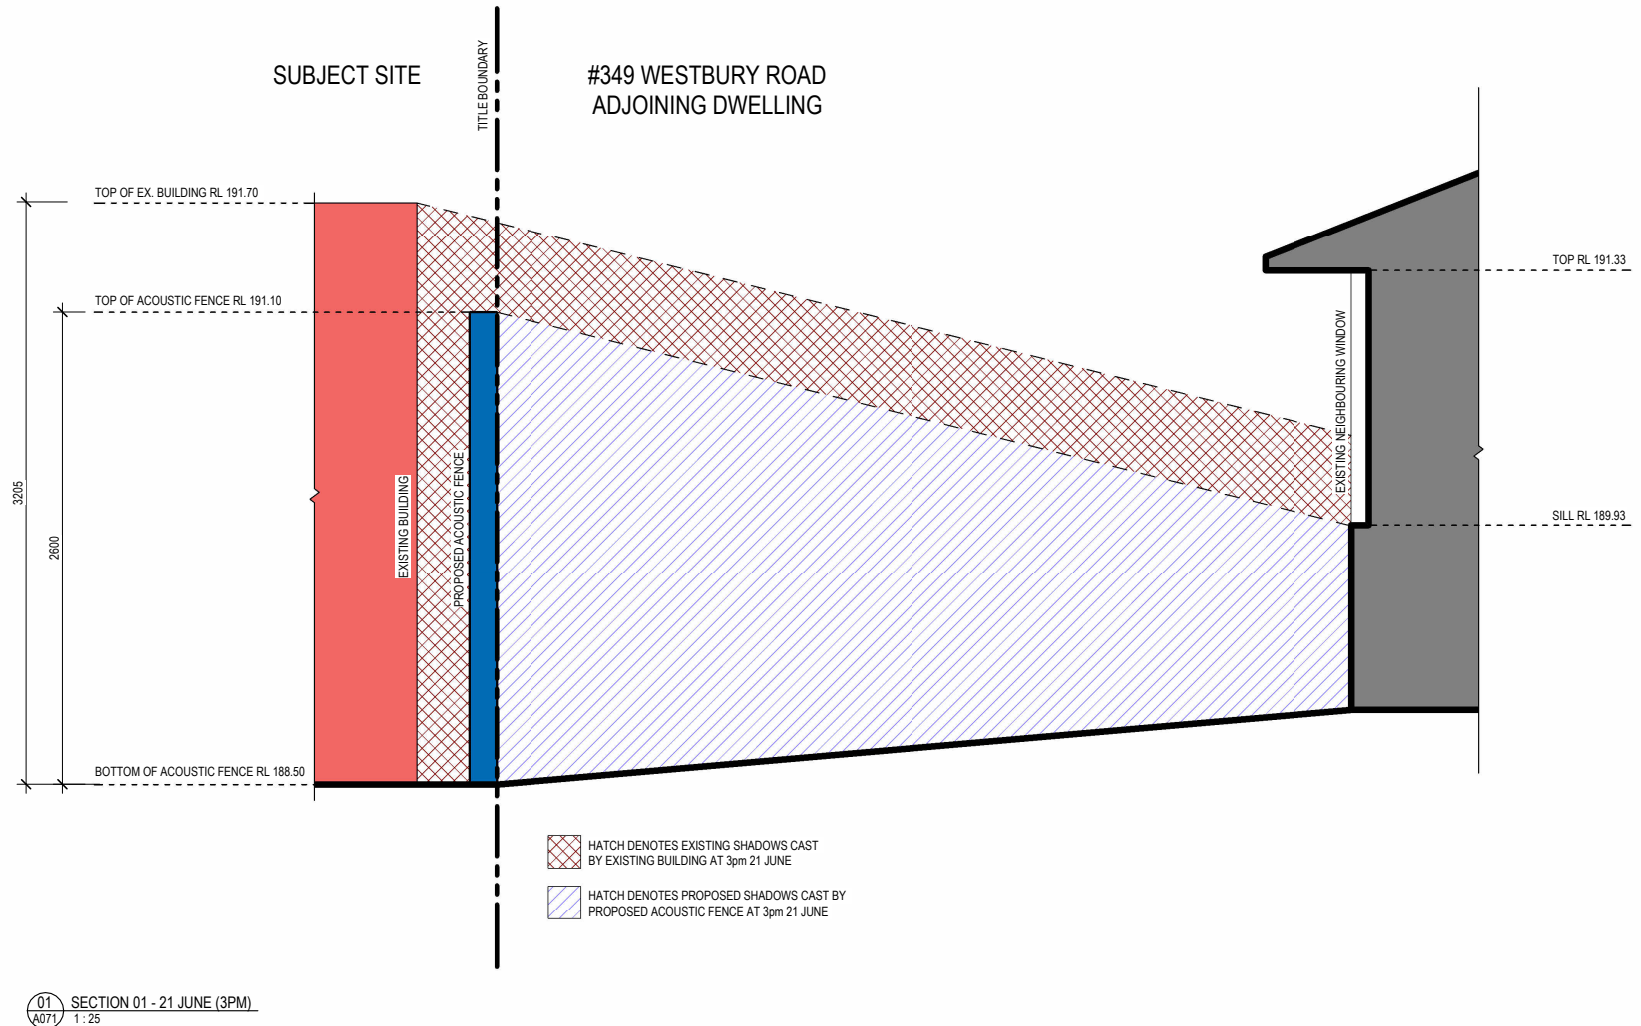 SUBJECT SITE
TITLE BOUNDARY
#349 WESTBURY ROAD
ADJOINING DWELLING
TOP OF EX. BUILDING RL 191.70
TOP RL 191.33
TOP OF ACOUSTIC FENCE RL 191.10
EXISTING NEIGHBOURING WINDOW
3205
2600
EXISTING BUILDING
PROPOSED ACOUSTIC FENCE
SILL RL 189.93
BOTTOM OF ACOUSTIC FENCE RL 188.50
HATCH DENOTES EXISTING SHADOWS CAST
BY EXISTING BUILDING AT 3pm 21 JUNE
HATCH DENOTES PROPOSED SHADOWS CAST BY
PROPOSED ACOUSTIC FENCE AT 3pm 21 JUNE
01
A071
SECTION 01 - 21 JUNE (3PM)
1 : 25